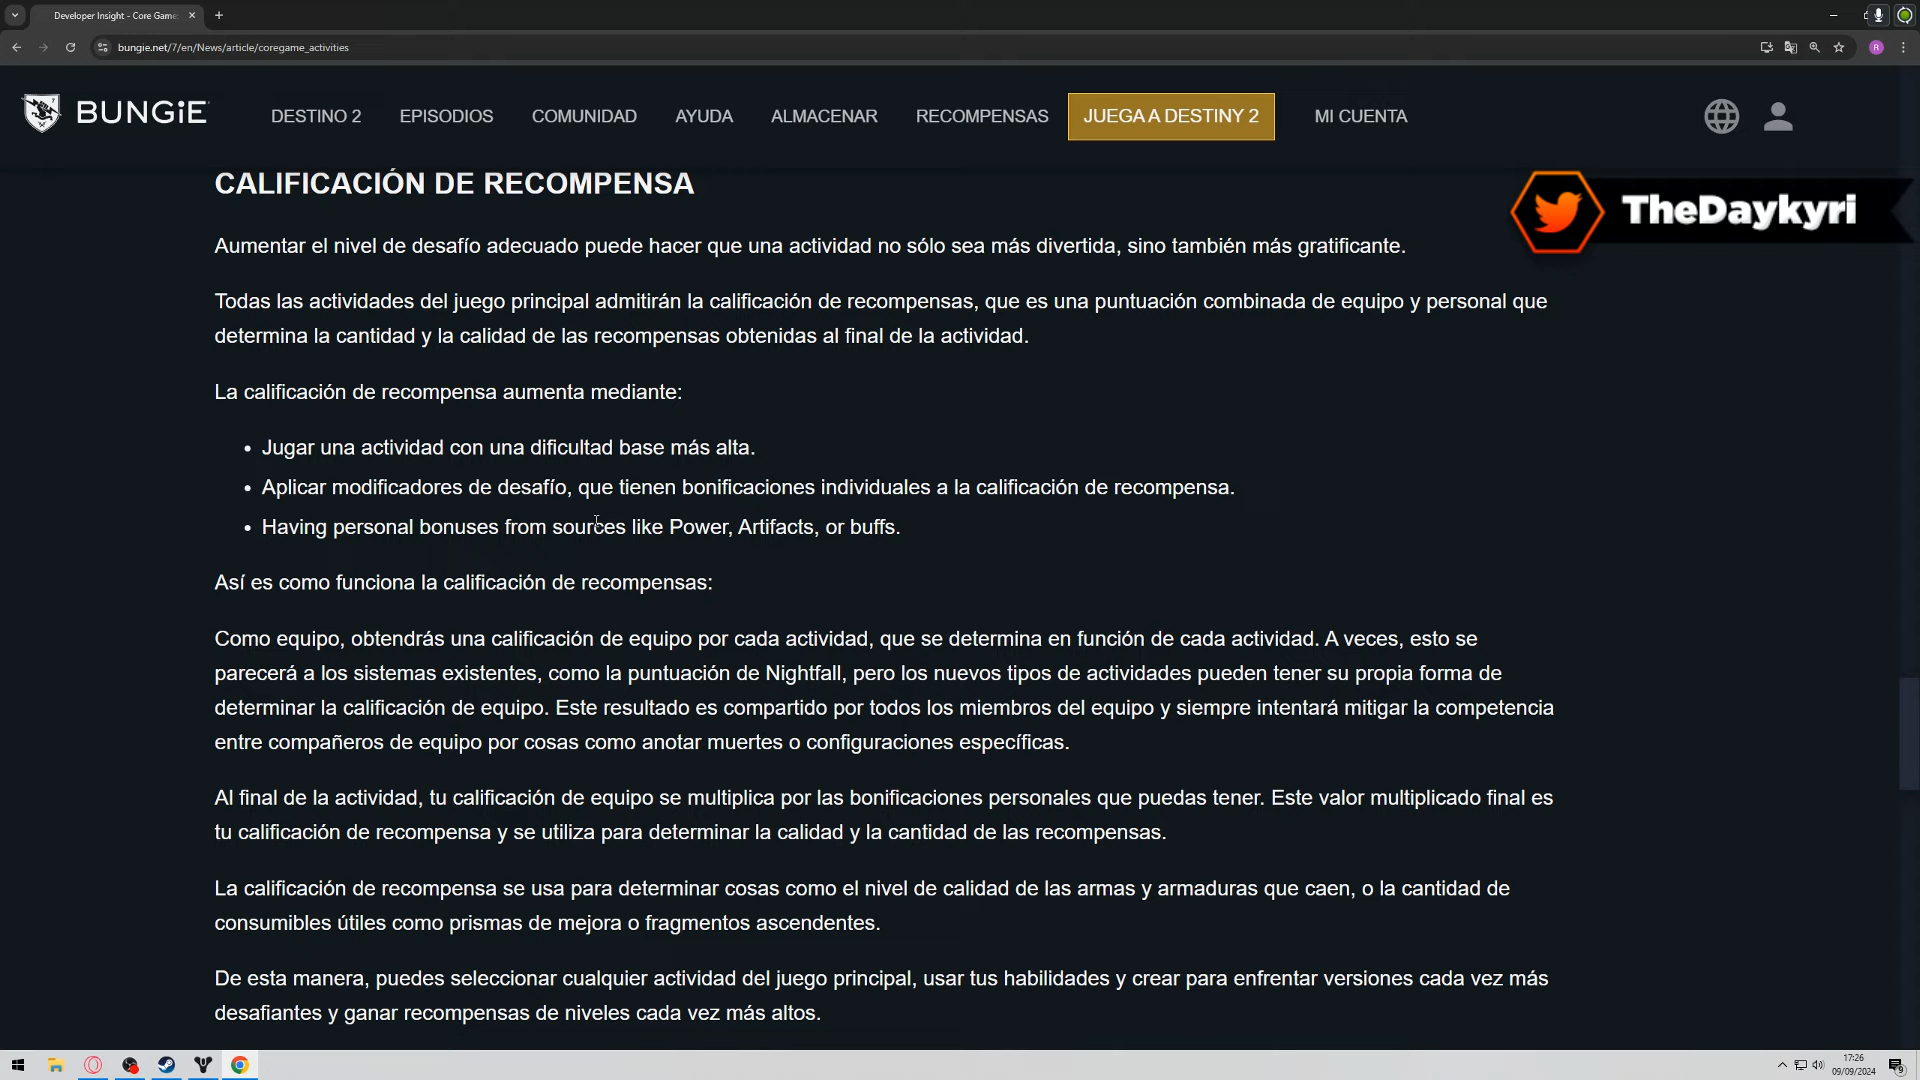 Developer Insight - Core Game
bungie.net/7/en/News/article/coregame_activities
R
BUNGiE
DESTINO 2
EPISODIOS
COMUNIDAD
AYUDA
ALMACENAR
RECOMPENSAS
JUEGA A DESTINY 2
MI CUENTA
CALIFICACIÓN DE RECOMPENSA
TheDaykyri
Aumentar el nivel de desafío adecuado puede hacer que una actividad no sólo sea más divertida, sino también más gratificante.
Todas las actividades del juego principal admitirán la calificación de recompensas, que es una puntuación combinada de equipo y personal que
determina la cantidad y la calidad de las recompensas obtenidas al final de la actividad.
La calificación de recompensa aumenta mediante:
• Jugar una actividad con una dificultad base más alta.
• Aplicar modificadores de desafío, que tienen bonificaciones individuales a la calificación de recompensa.
• Having personal bonuses from sources like Power, Artifacts, or buffs.
Así es como funciona la calificación de recompensas:
Como equipo, obtendrás una calificación de equipo por cada actividad, que se determina en función de cada actividad. A veces, esto se
parecerá a los sistemas existentes, como la puntuación de Nightfall, pero los nuevos tipos de actividades pueden tener su propia forma de
determinar la calificación de equipo. Este resultado es compartido por todos los miembros del equipo y siempre intentará mitigar la competencia
entre compañeros de equipo por cosas como anotar muertes o configuraciones específicas.
Al final de la actividad, tu calificación de equipo se multiplica por las bonificaciones personales que puedas tener. Este valor multiplicado final es
tu calificación de recompensa y se utiliza para determinar la calidad y la cantidad de las recompensas.
La calificación de recompensa se usa para determinar cosas como el nivel de calidad de las armas y armaduras que caen, o la cantidad de
consumibles útiles como prismas de mejora o fragmentos ascendentes.
De esta manera, puedes seleccionar cualquier actividad del juego principal, usar tus habilidades y crear para enfrentar versiones cada vez más
desafiantes y ganar recompensas de niveles cada vez más altos.
17:26
09/09/2024